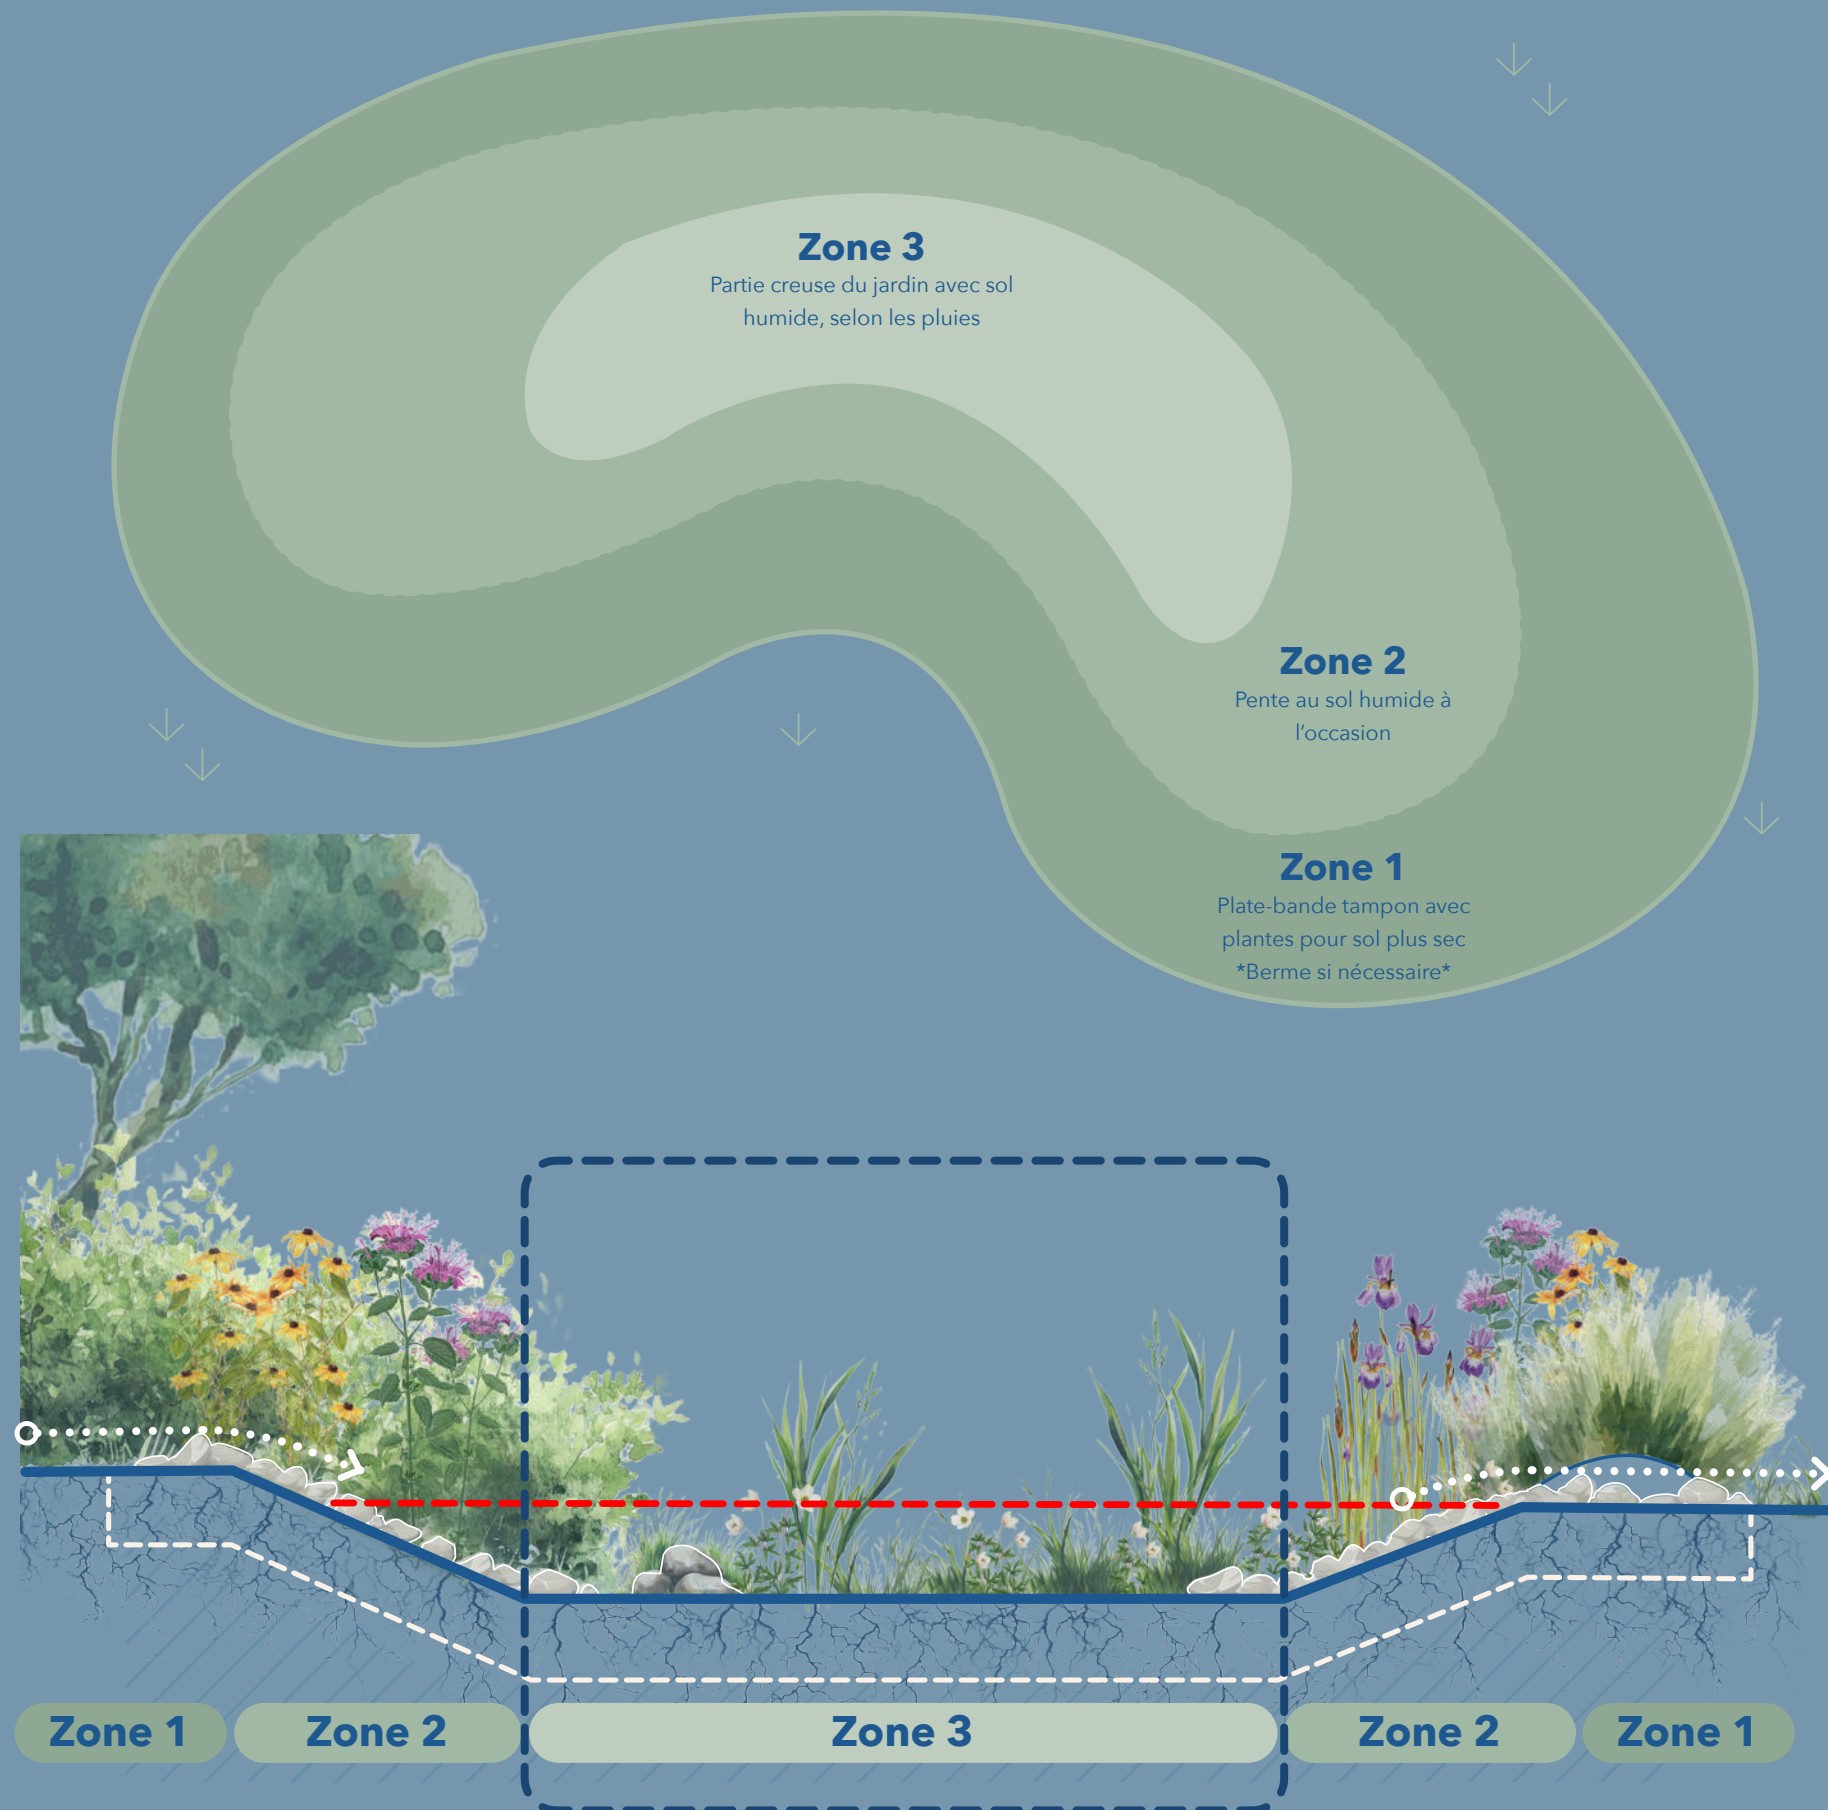 Zone 3
Partie creuse du jardin avec sol
humide, selon les pluies
Zone 2
Pente au sol humide à
l’occasion
Zone 1
Plate-bande tampon avec
plantes pour sol plus sec
*Berme si nécessaire*
Zone 1
Zone 2
Zone 3
Zone 2
Zone 1